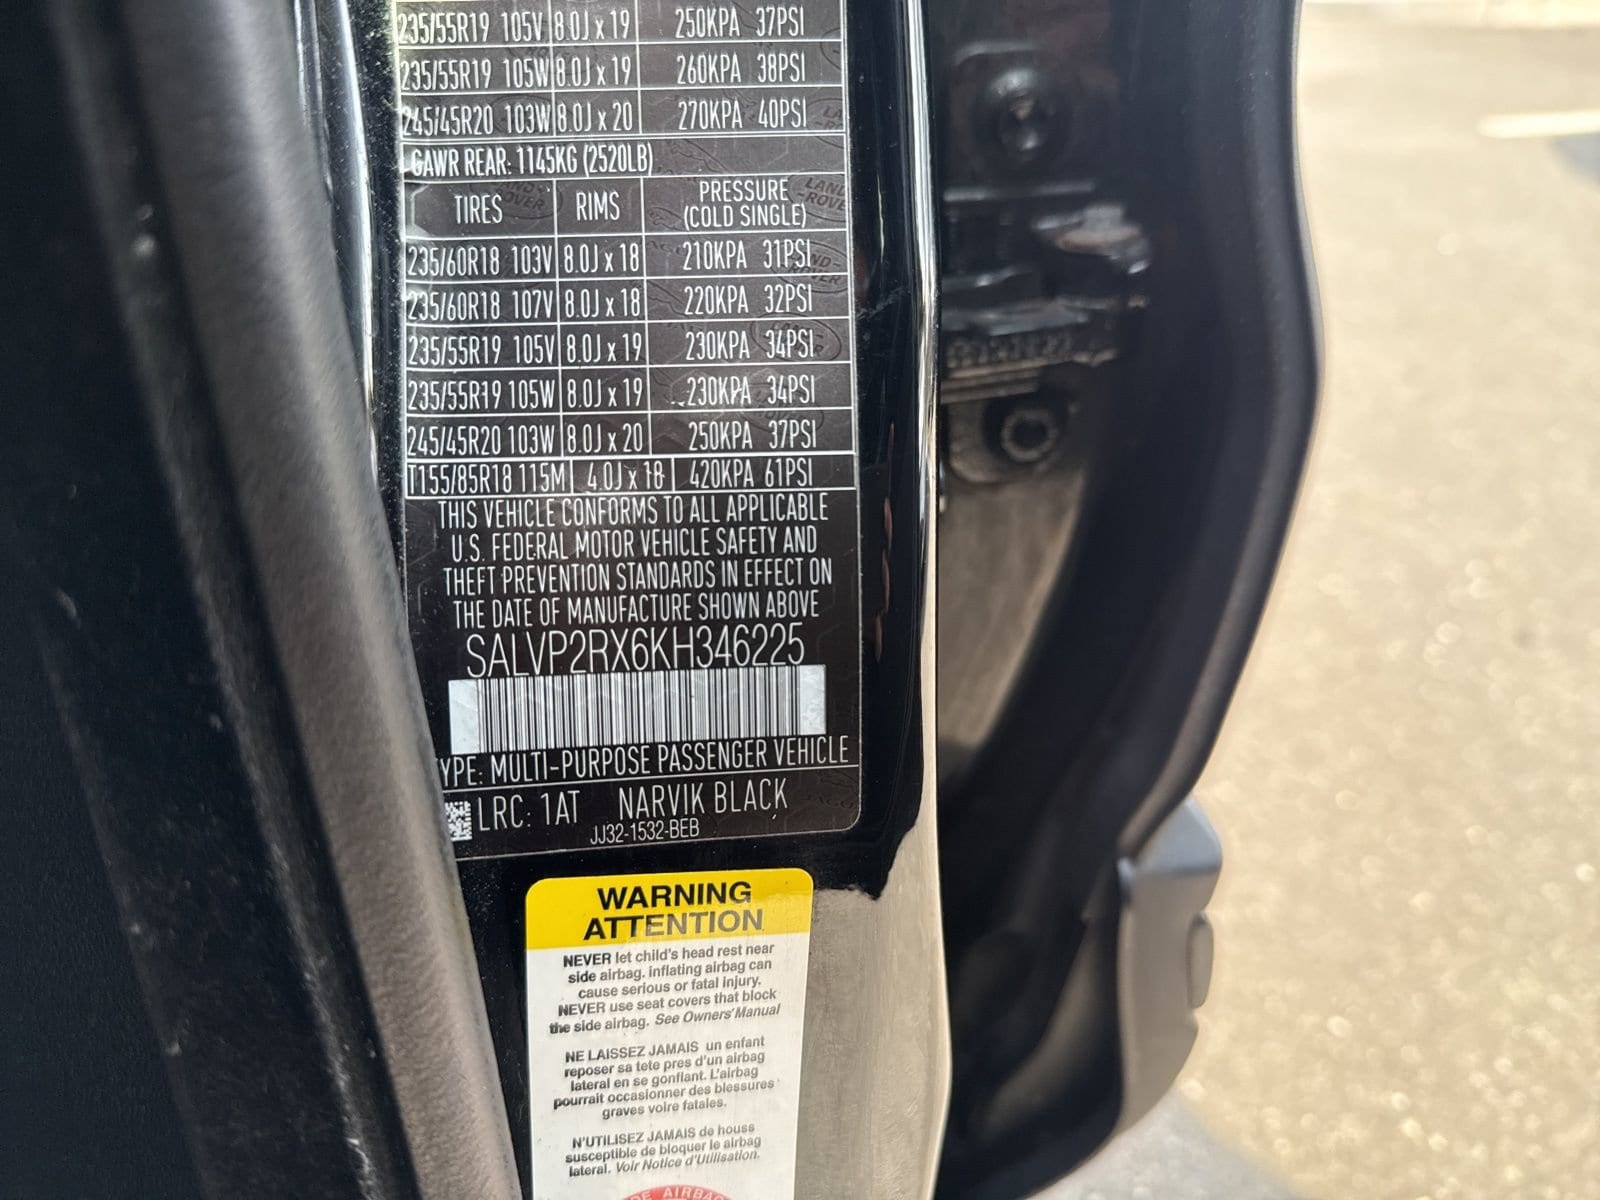 235/55R19 105V 8.0J x 19 250KPA 37PSI
235/55R19 105W 8.0J x 19 260KPA 38PSI
245/45R20 103W 8.0J x 20 270KPA 40PSI
GAWR REAR: 1145KG (2520LB)
TIRES RIMS PRESSURE
(COLD SINGLE)
235/60R18 103V 8.0J x 18 210KPA 31PSI
235/60R18 107V 8.0J x 18 220KPA 32PSI
235/55R19 105V 8.0J x 19 230KPA 34PSI
235/55R19 105W 8.0J x 19 230KPA 34PSI
245/45R20 103W 8.0J x 20 250KPA 37PSI
T155/85R18 115M 4.0J x 18 420KPA 61PSI
THIS VEHICLE CONFORMS TO ALL APPLICABLE
U.S. FEDERAL MOTOR VEHICLE SAFETY AND
THEFT PREVENTION STANDARDS IN EFFECT ON
THE DATE OF MANUFACTURE SHOWN ABOVE
SALVP2RX6KH346225
YPE: MULTI-PURPOSE PASSENGER VEHICLE
LRC: 1AT NARVIK BLACK
JJ32-1532-BEB
WARNING
ATTENTION
NEVER let child's head rest near
side airbag. inflating airbag can
cause serious or fatal injury.
NEVER use seat covers that block
the side airbag. See Owners' Manual
NE LAISSEZ JAMAIS un enfant
reposer sa tete pres d'un airbag
lateral en se gonflant. L'airbag
pourrait occasionner des blessures
graves voire fatales.
N'UTILISEZ JAMAIS de houss
susceptible de bloquer le airbag
lateral. Voir Notice d'Utilisation.
AIRBAG